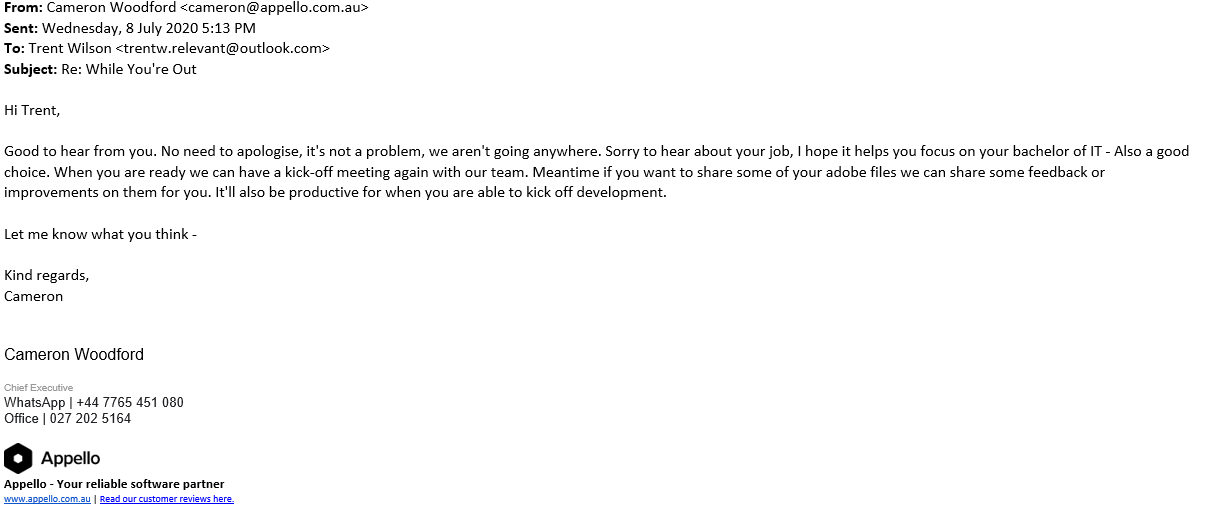 From: Cameron Woodford <cameron@appello.com.au>
Sent: Wednesday, 8 July 2020 5:13 PM
To: Trent Wilson <trentw.relevant@outlook.com>
Subject: Re: While You're Out
Hi Trent,
Good to hear from you. No need to apologise, it's not a problem, we aren't going anywhere. Sorry to hear about your job, I hope it helps you focus on your bachelor of IT - Also a good
choice. When you are ready we can have a kick-off meeting again with our team. Meantime if you want to share some of your adobe files we can share some feedback or
improvements on them for you. It'll also be productive for when you are able to kick off development.
Let me know what you think -
Kind regards,
Cameron
Cameron Woodford
Chief Executive
WhatsApp | +44 7765 451 080
Office | 027 202 5164
Appello
Appello - Your reliable software partner
www.appello.com.au | Read our customer reviews here.